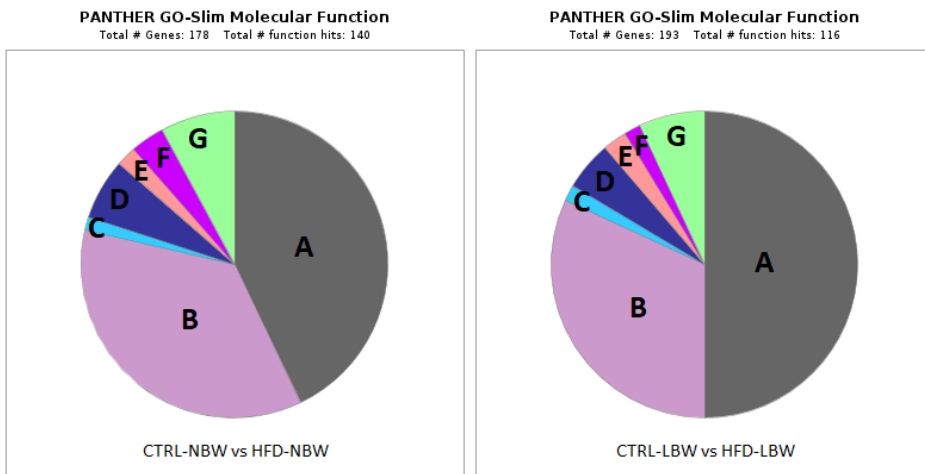 PANTHER GO-Slim Molecular Function
Total # Genes: 178 Total # function hits: 140
G
F
E
D
C
A
B
CTRL-NBW vs HFD-NBW
PANTHER GO-Slim Molecular Function
Total # Genes: 193 Total # function hits: 116
G
F
E
D
C
A
B
CTRL-LBW vs HFD-LBW